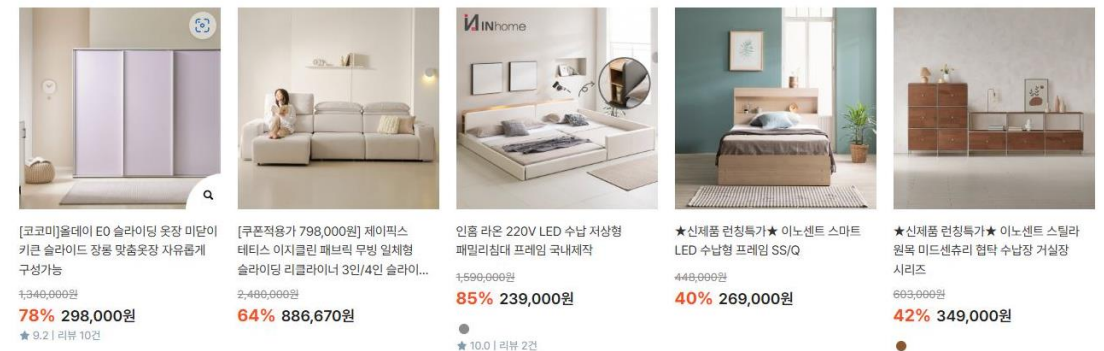 [코코미]올데이 E0 슬라이딩 옷장 미닫이
키큰 슬라이드 장롱 맞춤옷장 자유롭게
구성가능
1,340,000원
78% 298,000원
★ 9.2 | 리뷰 10건
[쿠폰적용가 798,000원] 제이픽스
테티스 이지클린 패브릭 무빙 일체형
슬라이딩 리클라이너 3인/4인 슬라이...
2,480,000원
64% 886,670원
INhome
인홈 라온 220V LED 수납 저상형
패밀리침대 프레임 국내제작
1,590,000원
85% 239,000원
★ 10.0 | 리뷰 2건
★신제품 런칭특가★ 이노센트 스마트
LED 수납형 프레임 SS/Q
448,000원
40% 269,000원
★신제품 런칭특가★ 이노센트 스틸라
원목 미드센츄리 협탁 수납장 거실장
시리즈
603,000원
42% 349,000원